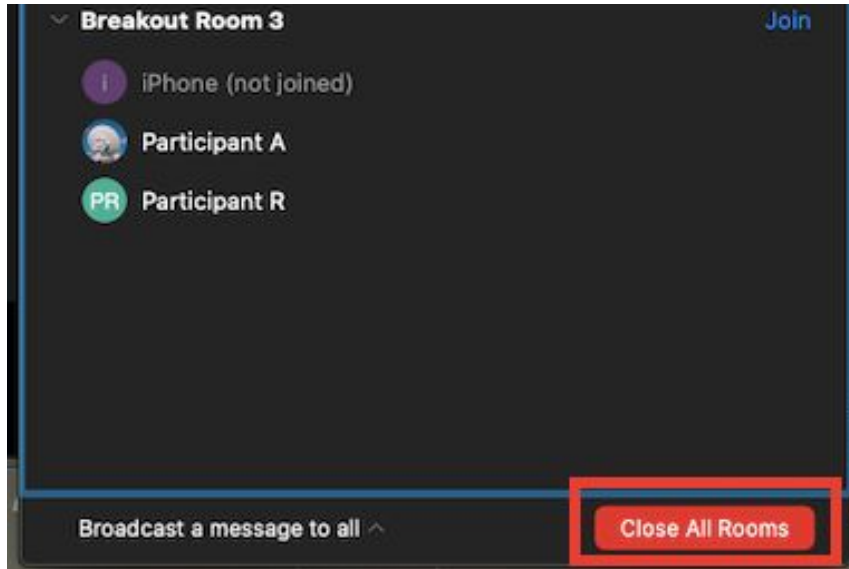 Breakout Room 3 Join
i iPhone (not joined)
Participant A
PR Participant R
Broadcast a message to all Close All Rooms